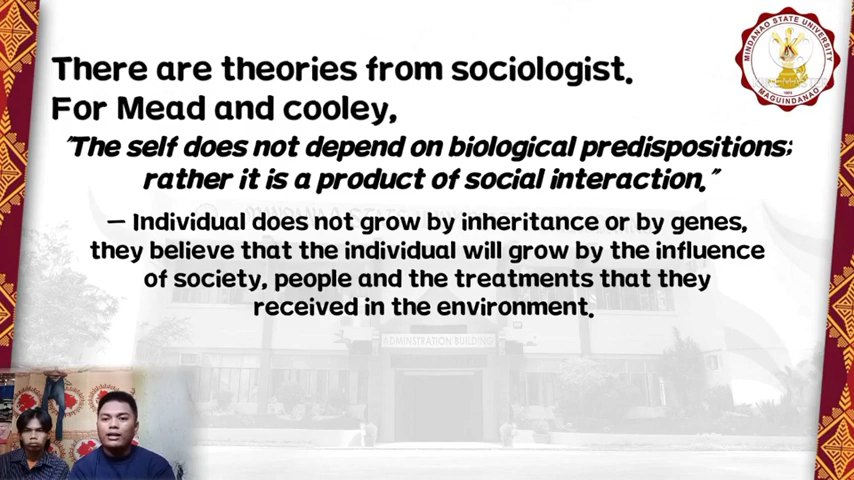 There are theories from sociologist.
For Mead and cooley,
"The self does not depend on biological predispositions;
rather it is a product of social interaction."
— Individual does not grow by inheritance or by genes,
they believe that the individual will grow by the influence
of society, people and the treatments that they
received in the environment.
MINDANAO STATE UNIVERSITY
MAGUINDANAO
ADMINSTRATION BUILDING